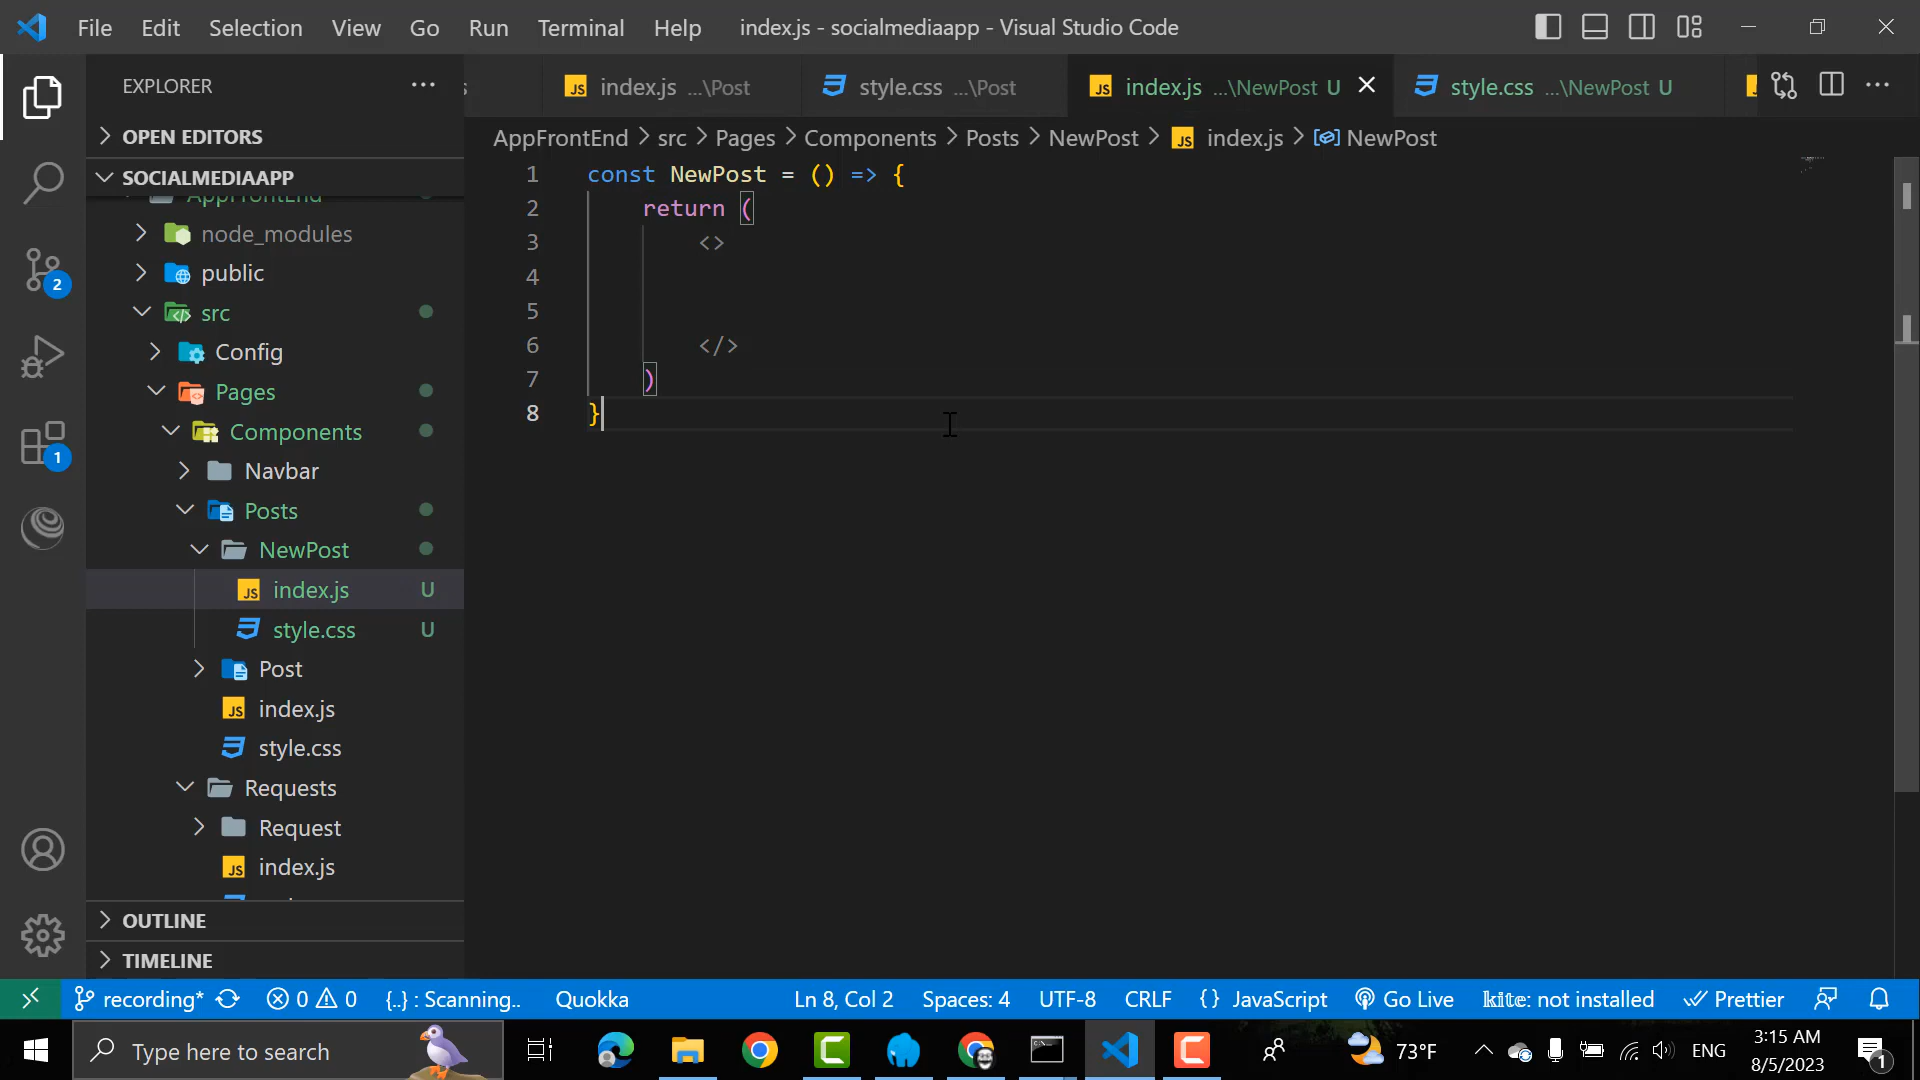 File Edit Selection View Go Run Terminal Help index.js - socialmediaapp - Visual Studio Code
EXPLORER
s index.js ...\Post style.css ...\Post index.js ...\NewPost U style.css ...\NewPost U
OPEN EDITORS
SOCIALMEDIAAPP
AppFrontEnd
node_modules
public
src
Config
Pages
Components
Navbar
Posts
NewPost
index.js U
style.css U
Post
index.js
style.css
Requests
Request
index.js
OUTLINE
TIMELINE
2
1
AppFrontEnd > src > Pages > Components > Posts > NewPost > JS index.js > NewPost
1 const NewPost = () => {
2 return (
3 <>
4
5
6 </>
7 )
8 }
recording* 0 0 {..} : Scanning.. Quokka Ln 8, Col 2 Spaces: 4 UTF-8 CRLF {} JavaScript Go Live kite: not installed Prettier
Type here to search 73°F ENG 3:15 AM
8/5/2023
1